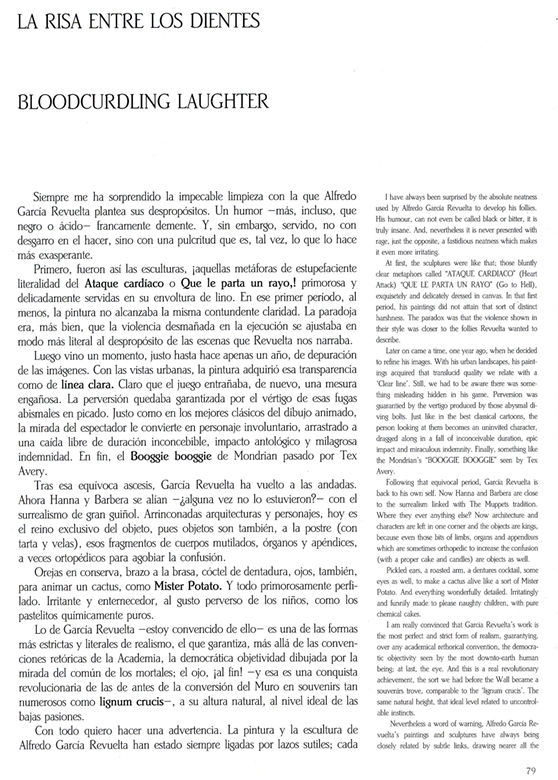 LA RISA ENTRE LOS DIENTES
BLOODCURDLING LAUGHTER
Siempre me ha sorprendido la impecable limpieza con la que Alfredo
García Revuelta plantea sus despropósitos. Un humor –más, incluso, que
negro o ácido– francamente demente. Y, sin embargo, servido, no con
desgarro en el hacer, sino con una pulcritud que es, tal vez, lo que lo hace
más exasperante.
Primero, fueron así las esculturas, ¡aquellas metáforas de estupefaciente
literalidad del Ataque cardíaco o Que le parta un rayo,! primorosa y
delicadamente servidas en su envoltura de lino. En ese primer período, al
menos, la pintura no alcanzaba la misma contundente claridad. La paradoja
era, más bien, que la violencia desmañada en la ejecución se ajustaba en
modo más literal al despropósito de las escenas que Revuelta nos narraba.
Luego vino un momento, justo hasta hace apenas un año, de depuración
de las imágenes. Con las vistas urbanas, la pintura adquirió esa transparencia
como de línea clara. Claro que el juego entrañaba, de nuevo, una mesura
engañosa. La perversión quedaba garantizada por el vértigo de esas fugas
abismales en picado. Justo como en los mejores clásicos del dibujo animado,
la mirada del espectador le convierte en personaje involuntario, arrastrado a
una caída libre de duración inconcebible, impacto antológico y milagrosa
indemnidad. En fin, el Booggie booggie de Mondrian pasado por Tex
Avery.
Tras esa equívoca ascesis, García Revuelta ha vuelto a las andadas.
Ahora Hanna y Barbera se alían –¿alguna vez no lo estuvieron?– con el
surrealismo de gran guiñol. Arrinconadas arquitecturas y personajes, hoy es
el reino exclusivo del objeto, pues objetos son también, a la postre (con
tarta y velas), esos fragmentos de cuerpos mutilados, órganos y apéndices,
a veces ortopédicos para agobiar la confusión.
Orejas en conserva, brazo a la brasa, cóctel de dentadura, ojos, también,
para animar un cactus, como Mister Potato. Y todo primorosamente perfi-
lado. Irritante y enternecedor, al gusto perverso de los niños, como los
pastelitos químicamente puros.
Lo de García Revuelta –estoy convencido de ello– es una de las formas
más estrictas y literales de realismo, el que garantiza, más allá de las conven-
ciones retóricas de la Academia, la democrática objetividad dibujada por la
mirada del común de los mortales; el ojo, ¡al fin! –y esa es una conquista
revolucionaria de las de antes de la conversión del Muro en souvenirs tan
numerosos como lignum crucis–, a su altura natural, al nivel ideal de las
bajas pasiones.
Con todo quiero hacer una advertencia. La pintura y la escultura de
Alfredo García Revuelta han estado siempre ligadas por lazos sutiles; cada
I have always been surprised by the absolute neatness
used by Alfredo García Revuelta to develop his follies.
His humour, can not even be called black or bitter, it is
truly insane. And, nevertheless it is never presented with
rage, just the opposite, a fastidious neatness which makes
it even more irritating.
At first, the sculptures were like that; those bluntly
clear metaphors called "ATAQUE CARDIACO" (Heart
Attack) "QUE LE PARTA UN RAYO" (Go to Hell),
exquisetely and delicately dressed in canvas. In that first
period, his paintings did not attain that sort of distinct
harshness. The paradox was that the violence shown in
their style was closer to the follies Revuelta wanted to
describe.
Later on came a time, one year ago, when he decided
to refine his images. With his urban landscapes, his paint-
ings acquired that translucid quality we relate with a
'Clear line'. Still, we had to be aware there was some-
thing misleading hidden in his game. Perversion was
guarantied by the vertigo produced by those abysmal di-
ving bolts. Just like in the best classical cartoons, the
person looking at them becomes an uninvited character,
dragged along in a fall of inconceivable duration, epic
impact and miraculous indemnity. Finally, something like
the Mondrian's "BOOGGIE BOOGGIE" seen by Tex
Avery.
Following that equivocal period, García Revuelta is
back to his own self. Now Hanna and Barbera are close
to the surrealism linked with The Muppets tradition.
Where they ever anything else? Now architecture and
characters are left in one corner and the objects are kings,
because even those bits of limbs, organs and appendixes
which are sometimes orthopedic to increase the confusion
(with a proper cake and candles) are objects as well.
Pickled ears, a roasted arm, a dentures cocktail, some
eyes as well, to make a cactus alive like a sort of Mister
Potato. And everything wonderfully detailed. Irritatingly
and funnily made to please naughty children, with pure
chemical cakes.
I am really convinced that García Revuelta's work is
the most perfect and strict form of realism, guarantying,
over any academical rethorical convention, the democra-
tic objectivity seen by the most downsto-earth human
being; at last, the eye. And this is a real revolutionary
achievement, the sort we had before the Wall became a
souvenirs trove, comparable to the 'lignum crucis'. The
same natural height, that ideal level related to uncontrol-
able instincts.
Nevertheless a word of warning, Alfredo García Re-
vuelta's paintings and sculptures have always being
closely related by subtle links, drawing nearer all the
79